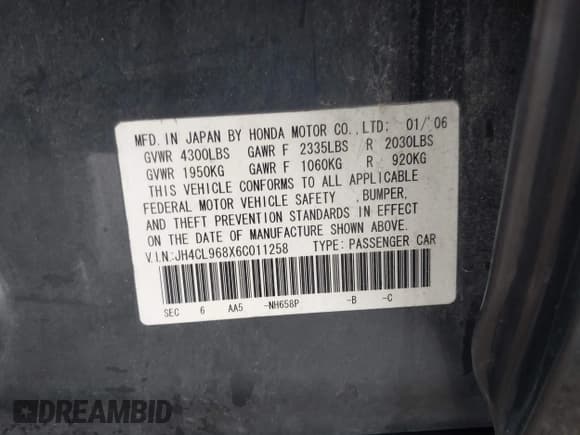 MFD. IN JAPAN BY HONDA MOTOR CO., LTD: 01/'06
GVWR 4300LBS GAWR F 2335LBS R 2030LBS
GVWR 1950KG GAWR F 1060KG R 920KG
THIS VEHICLE CONFORMS TO ALL APPLICABLE
FEDERAL MOTOR VEHICLE SAFETY , BUMPER,
AND THEFT PREVENTION STANDARDS IN EFFECT
ON THE DATE OF MANUFACTURE SHOWN ABOVE.
V.I.N:JH4CL968X6C011258 TYPE: PASSENGER CAR
SEC 6 AA5 -NH658P -B -C
DREAMBID